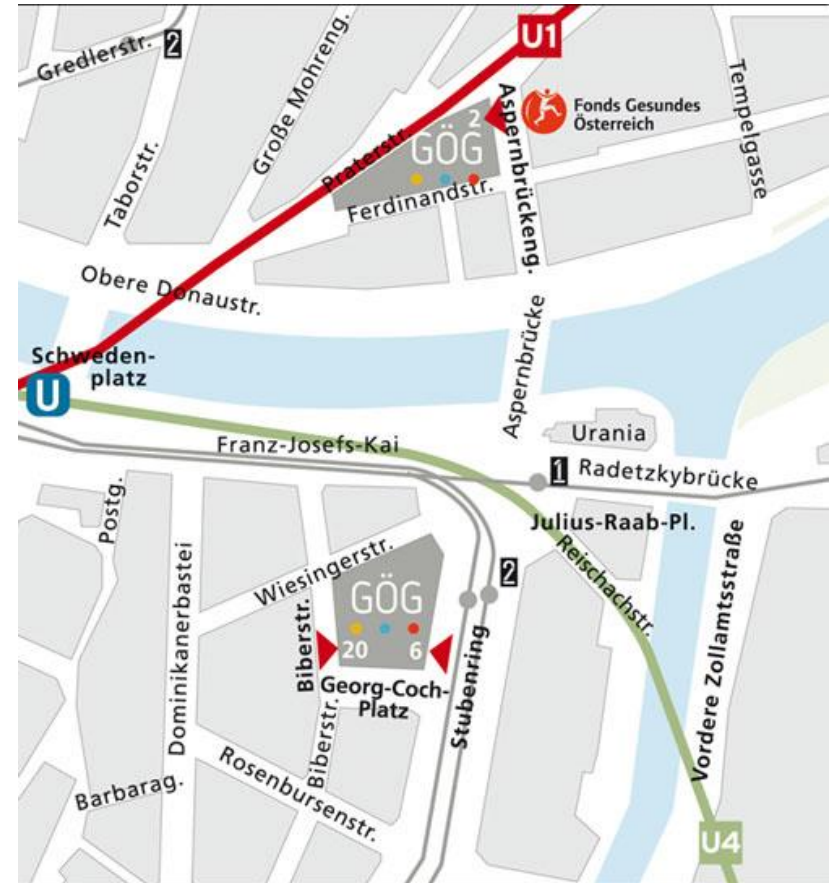 U1
Gredlerstr.
2
Große Mohreng.
Tempelgasse
Aspernbrückeng.
Fonds Gesundes
Österreich
2
GÖG
Praterstr.
Taborstr.
Ferdinandstr.
Obere Donaustr.
Aspernbrücke
Schweden-
platz
U
Franz-Josefs-Kai
Urania
1
Radetzkybrücke
Postg.
Julius-Raab-Pl.
Dominikanerbastei
Wiesingerstr.
Reischachstr.
2
GÖG
20
6
Biberstr.
Georg-Coch-
Platz
Stubenring
Vordere Zollamtsstraße
Biberstr.
Rosenbursenstr.
Barbarag.
U4